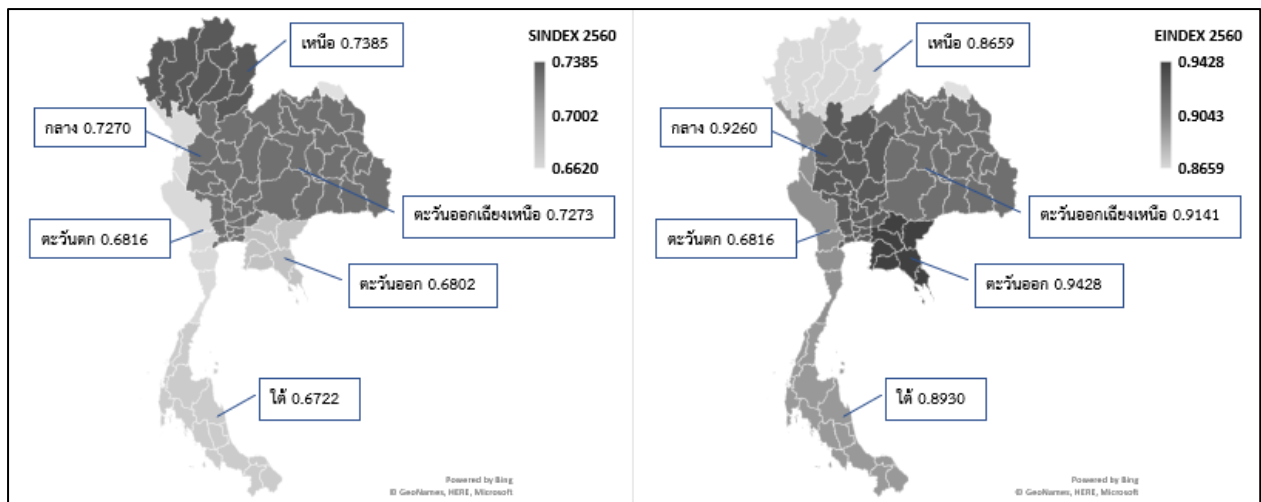 เหนือ 0.7385
SINDEX 2560
0.7385
0.7002
0.6620
กลาง 0.7270
ตะวันออกเฉียงเหนือ 0.7273
ตะวันตก 0.6816
ตะวันออก 0.6802
ใต้ 0.6722
Powered by Bing
© GeoNames, HERE, Microsoft
เหนือ 0.8659
EINDEX 2560
0.9428
0.9043
0.8659
กลาง 0.9260
ตะวันออกเฉียงเหนือ 0.9141
ตะวันตก 0.6816
ตะวันออก 0.9428
ใต้ 0.8930
Powered by Bing
© GeoNames, HERE, Microsoft